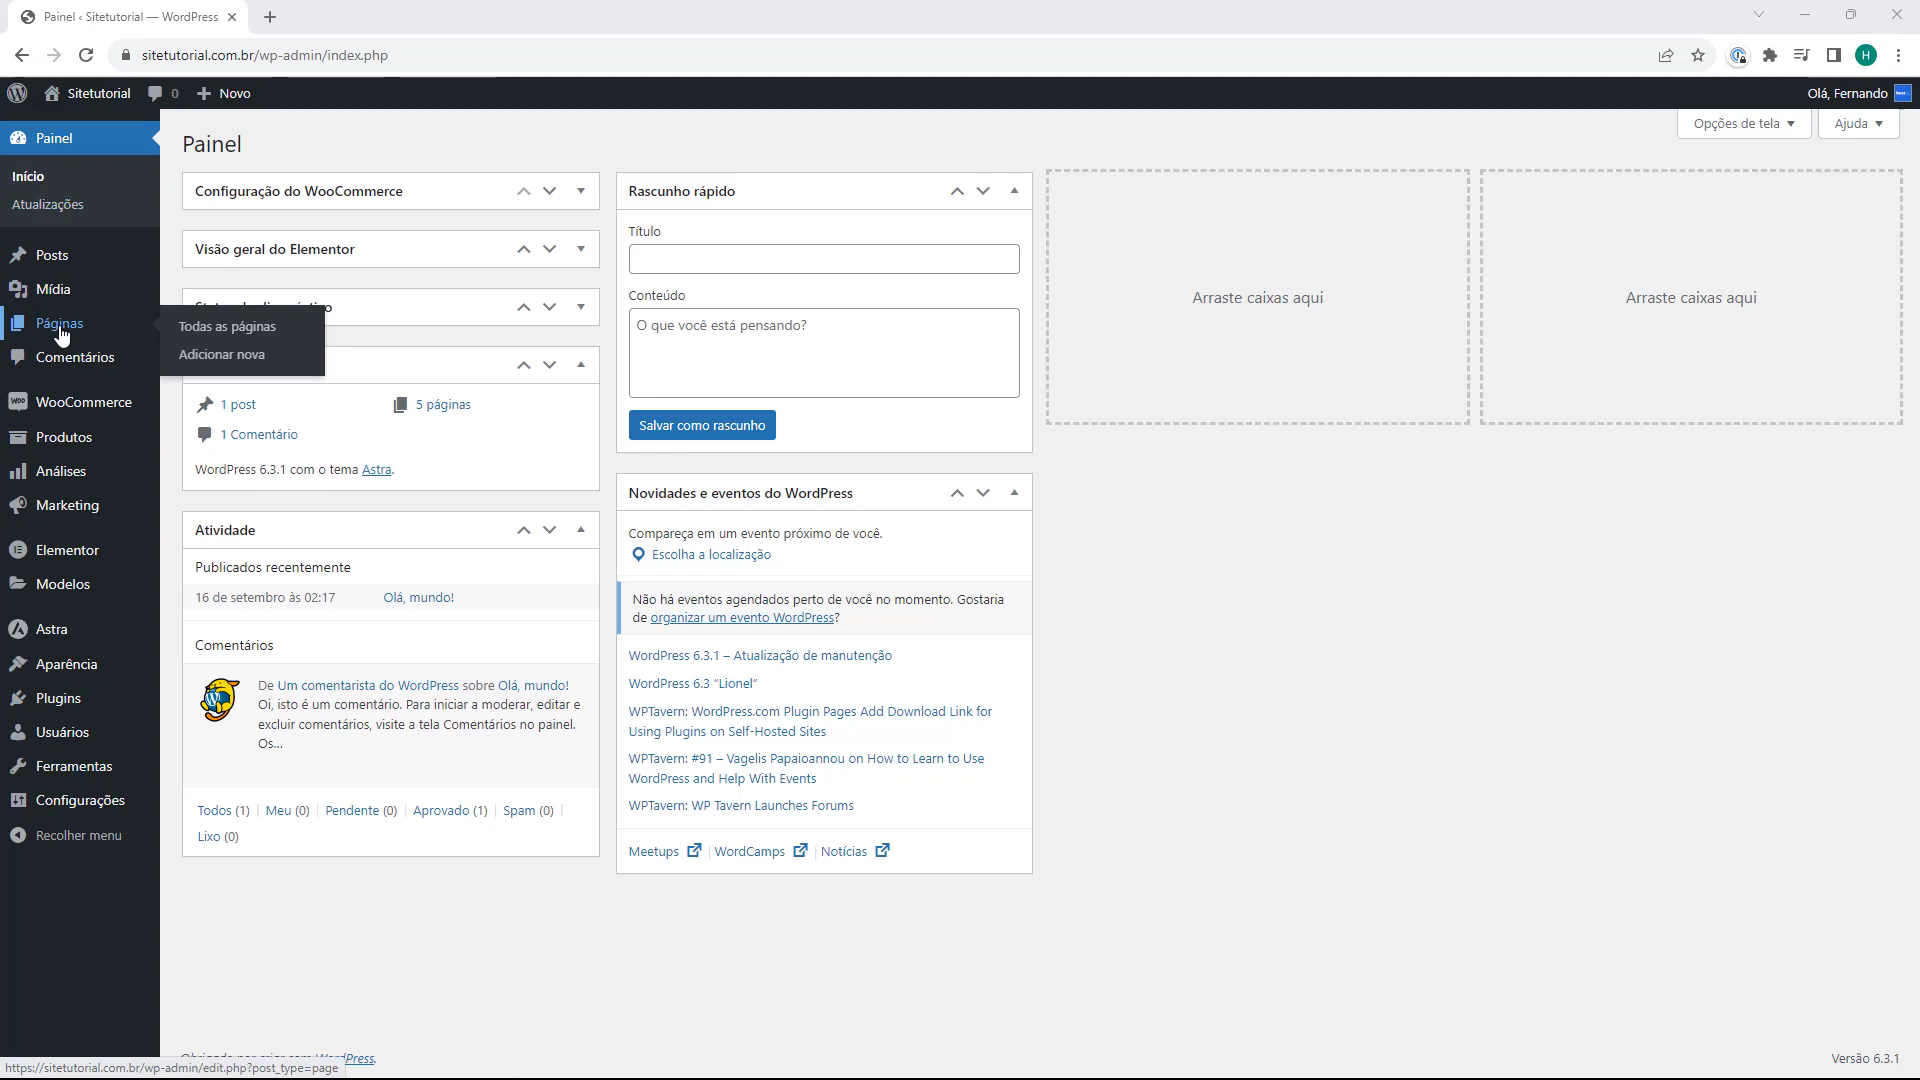 Painel ‹ Sitetutorial — WordPress
sitetutorial.com.br/wp-admin/index.php
H
Sitetutorial
0
Novo
Olá, Fernando
Painel
Início
Atualizações
Posts
Mídia
Páginas
Comentários
WooCommerce
Produtos
Análises
Marketing
Elementor
Modelos
Astra
Aparência
Plugins
Usuários
Ferramentas
Configurações
Recolher menu
Todas as páginas
Adicionar nova
Opções de tela
Ajuda
Painel
Configuração do WooCommerce
Visão geral do Elementor
1 post
5 páginas
1 Comentário
WordPress 6.3.1 com o tema Astra.
Atividade
Publicados recentemente
16 de setembro às 02:17
Olá, mundo!
Comentários
De Um comentarista do WordPress sobre Olá, mundo!
Oi, isto é um comentário. Para iniciar a moderar, editar e
excluir comentários, visite a tela Comentários no painel.
Os...
Todos (1) | Meu (0) | Pendente (0) | Aprovado (1) | Spam (0) |
Lixo (0)
Rascunho rápido
Título
Conteúdo
O que você está pensando?
Salvar como rascunho
Novidades e eventos do WordPress
Compareça em um evento próximo de você.
Escolha a localização
Não há eventos agendados perto de você no momento. Gostaria
de organizar um evento WordPress?
WordPress 6.3.1 – Atualização de manutenção
WordPress 6.3 “Lionel”
WPTavern: WordPress.com Plugin Pages Add Download Link for
Using Plugins on Self-Hosted Sites
WPTavern: #91 – Vagelis Papaioannou on How to Learn to Use
WordPress and Help With Events
WPTavern: WP Tavern Launches Forums
Meetups | WordCamps | Notícias
Arraste caixas aqui
Arraste caixas aqui
WordPress.
Versão 6.3.1
https://sitetutorial.com.br/wp-admin/edit.php?post_type=page